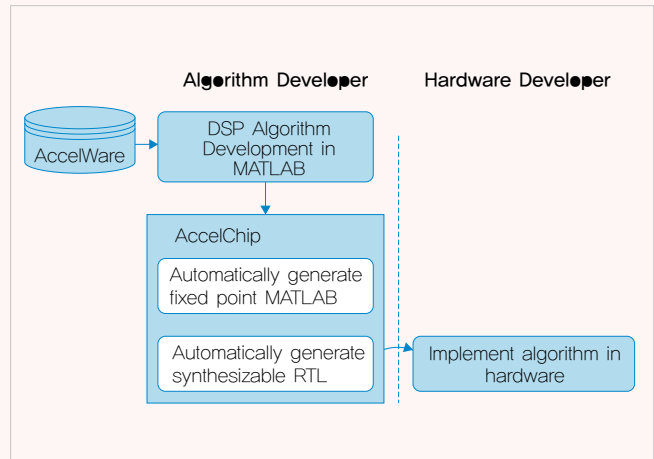 Algorithm Developer
Hardware Developer
AccelWare
DSP Algorithm
Development in
MATLAB
AccelChip
Automatically generate
fixed point MATLAB
Automatically generate
synthesizable RTL
Implement algorithm in
hardware